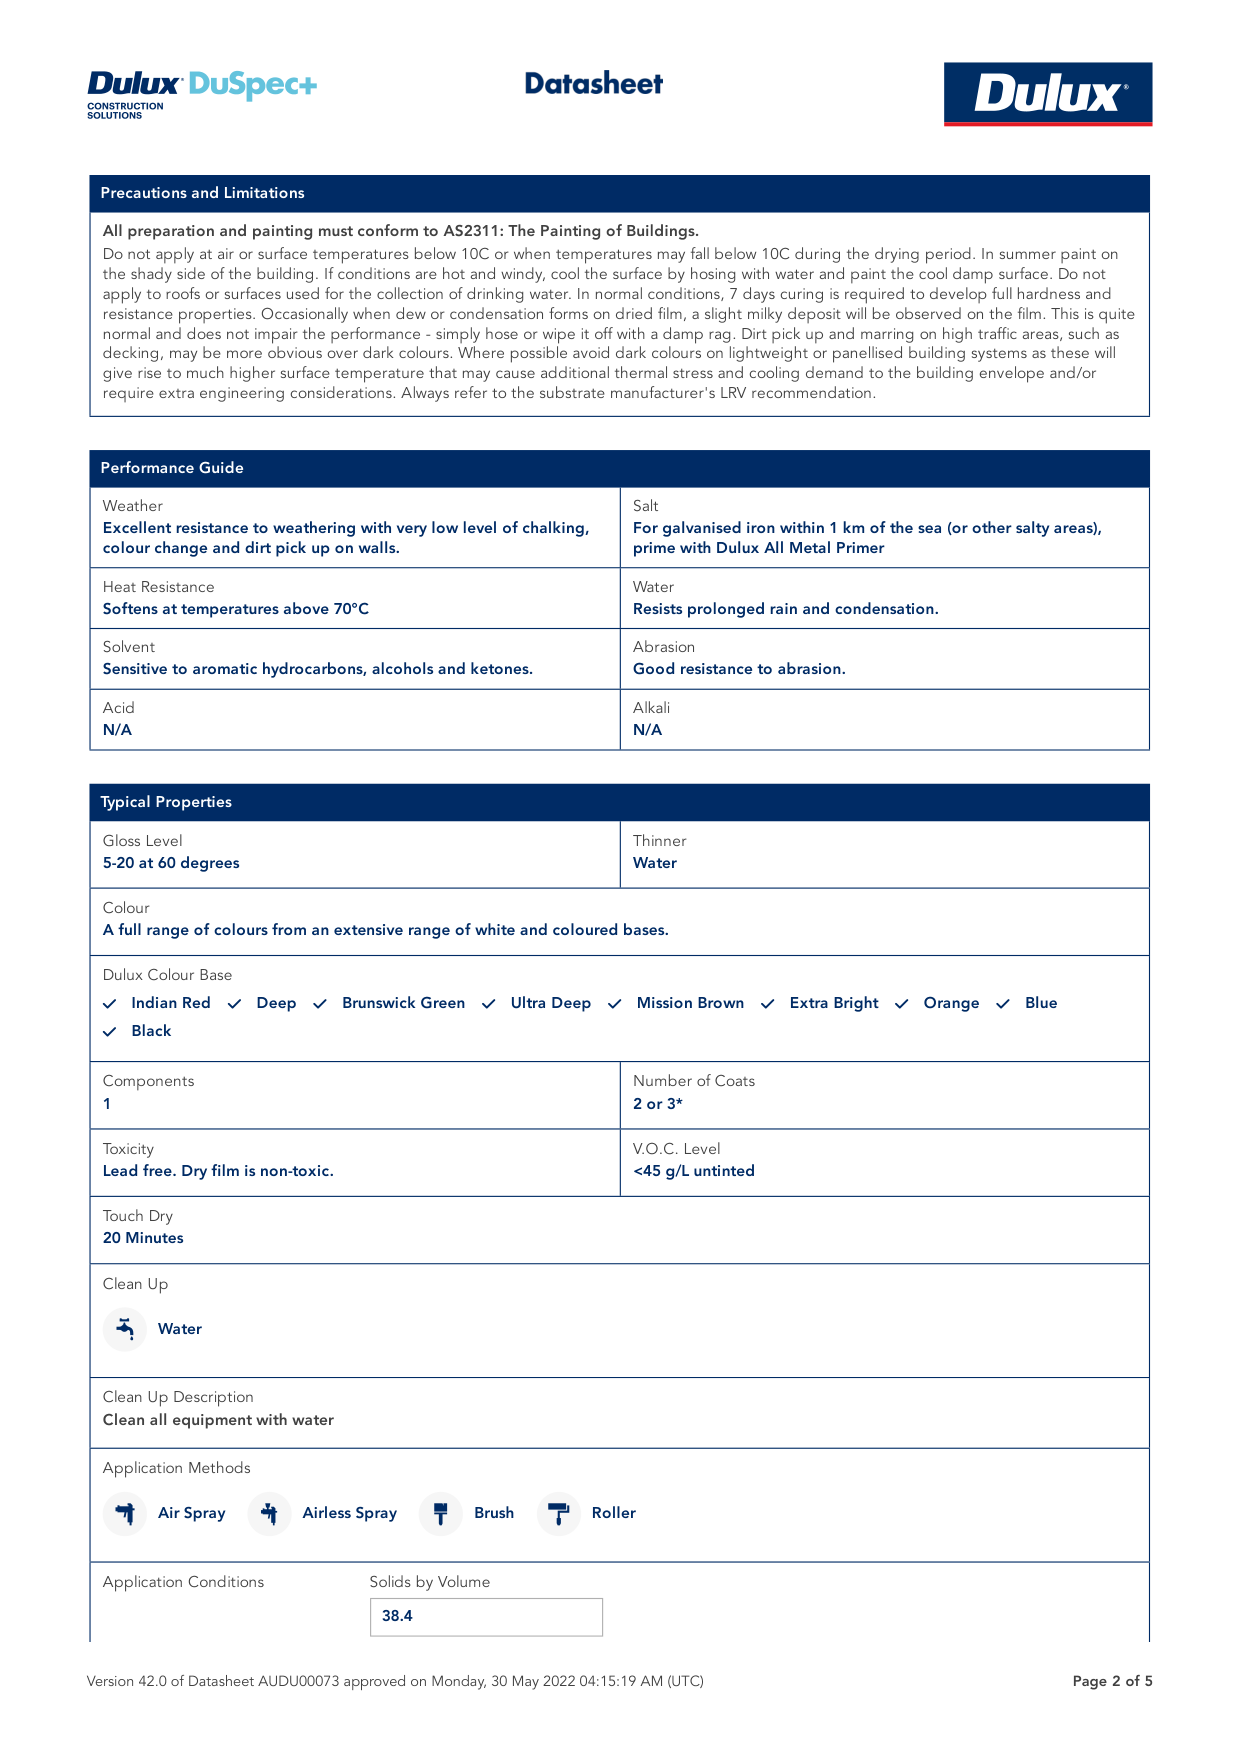 Dulux DuSpec+
CONSTRUCTION
SOLUTIONS
Datasheet
Dulux®
Precautions and Limitations
All preparation and painting must conform to AS2311: The Painting of Buildings.
Do not apply at air or surface temperatures below 10C or when temperatures may fall below 10C during the drying period. In summer paint on
the shady side of the building. If conditions are hot and windy, cool the surface by hosing with water and paint the cool damp surface. Do not
apply to roofs or surfaces used for the collection of drinking water. In normal conditions, 7 days curing is required to develop full hardness and
resistance properties. Occasionally when dew or condensation forms on dried film, a slight milky deposit will be observed on the film. This is quite
normal and does not impair the performance - simply hose or wipe it off with a damp rag. Dirt pick up and marring on high traffic areas, such as
decking, may be more obvious over dark colours. Where possible avoid dark colours on lightweight or panellised building systems as these will
give rise to much higher surface temperature that may cause additional thermal stress and cooling demand to the building envelope and/or
require extra engineering considerations. Always refer to the substrate manufacturer's LRV recommendation.
Performance Guide
Weather
Excellent resistance to weathering with very low level of chalking,
colour change and dirt pick up on walls.
Salt
For galvanised iron within 1 km of the sea (or other salty areas),
prime with Dulux All Metal Primer
Heat Resistance
Softens at temperatures above 70°C
Water
Resists prolonged rain and condensation.
Solvent
Sensitive to aromatic hydrocarbons, alcohols and ketones.
Abrasion
Good resistance to abrasion.
Acid
N/A
Alkali
N/A
Typical Properties
Gloss Level
5-20 at 60 degrees
Thinner
Water
Colour
A full range of colours from an extensive range of white and coloured bases.
Dulux Colour Base
✓ Indian Red ✓ Deep ✓ Brunswick Green ✓ Ultra Deep ✓ Mission Brown ✓ Extra Bright ✓ Orange ✓ Blue
✓ Black
Components
1
Number of Coats
2 or 3*
Toxicity
Lead free. Dry film is non-toxic.
V.O.C. Level
<45 g/L untinted
Touch Dry
20 Minutes
Clean Up
Water
Clean Up Description
Clean all equipment with water
Application Methods
Air Spray Airless Spray Brush Roller
Application Conditions
Solids by Volume
38.4
Version 42.0 of Datasheet AUDU00073 approved on Monday, 30 May 2022 04:15:19 AM (UTC)
Page 2 of 5